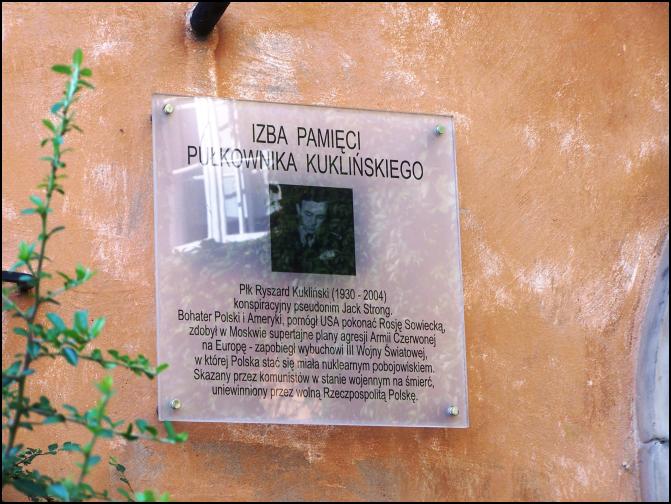 IZBA PAMIĘCI
PUŁKOWNIKA KUKLIŃSKIEGO
Płk Ryszard Kukliński (1930 - 2004)
konspiracyjny pseudonim Jack Strong.
Bohater Polski i Ameryki, pomógł USA pokonać Rosję Sowiecką,
zdobył w Moskwie supertajne plany agresji Armii Czerwonej
na Europę - zapobiegł wybuchowi III Wojny Światowej,
w której Polska stać się miała nuklearnym pobojowiskiem.
Skazany przez komunistów w stanie wojennym na śmierć,
uniewinniony przez wolną Rzeczpospolitą Polskę.